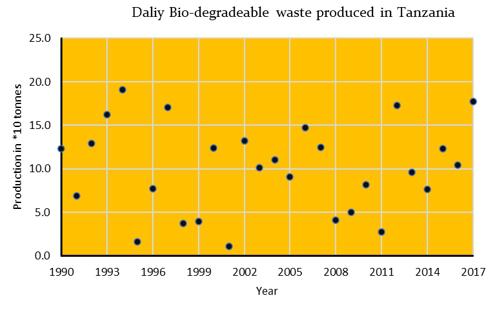 Daliy Bio-degradeable waste produced in Tanzania
25.0
20.0
15.0
10.0
5.0
0.0
Production in *10 tonnes
1990 1993 1996 1999 2002 2005 2008 2011 2014 2017
Year